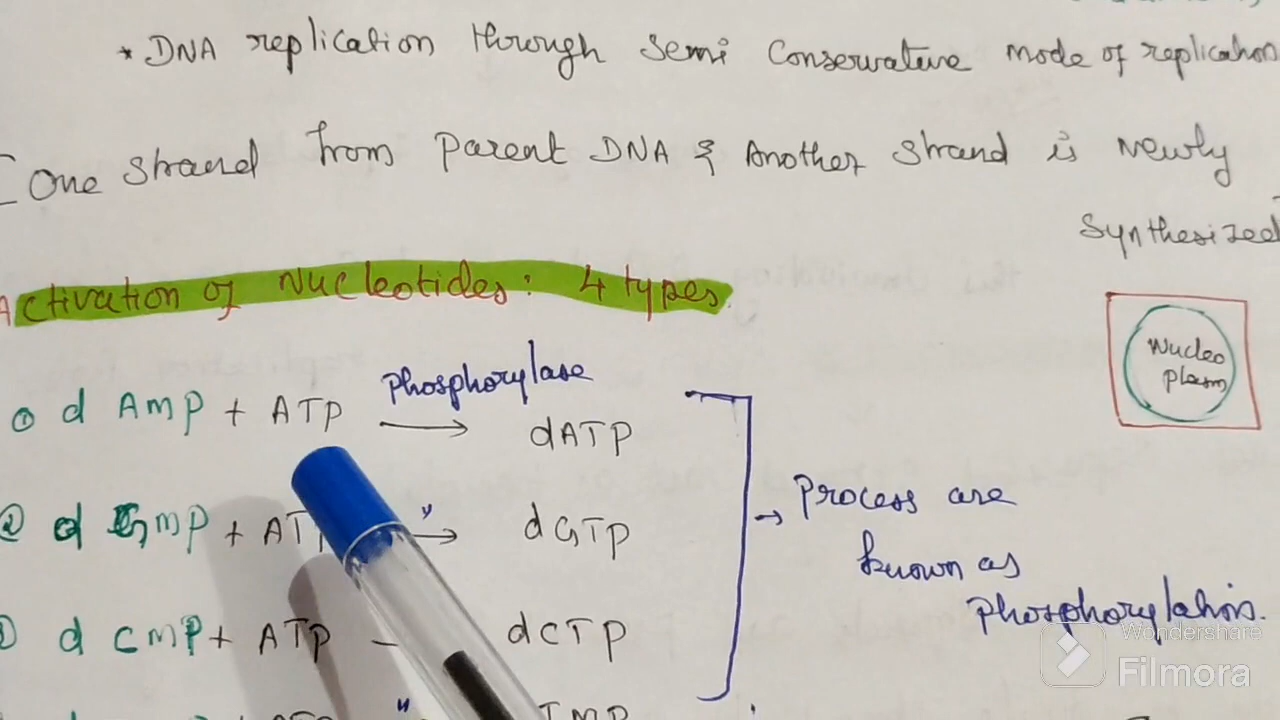 * DNA replication through semi conservative mode of replication
One strand from parent DNA & Another strand is newly
synthesized
Activation of Nucleotides: 4 types.
Nucleo
plasm
① d AMP + ATP phosphorylase → dATP
② d GMP + ATP " → dGTP
d CMP + ATP – dCTP
"
process are
known as
phosphorylation.
Wondershare
Filmora